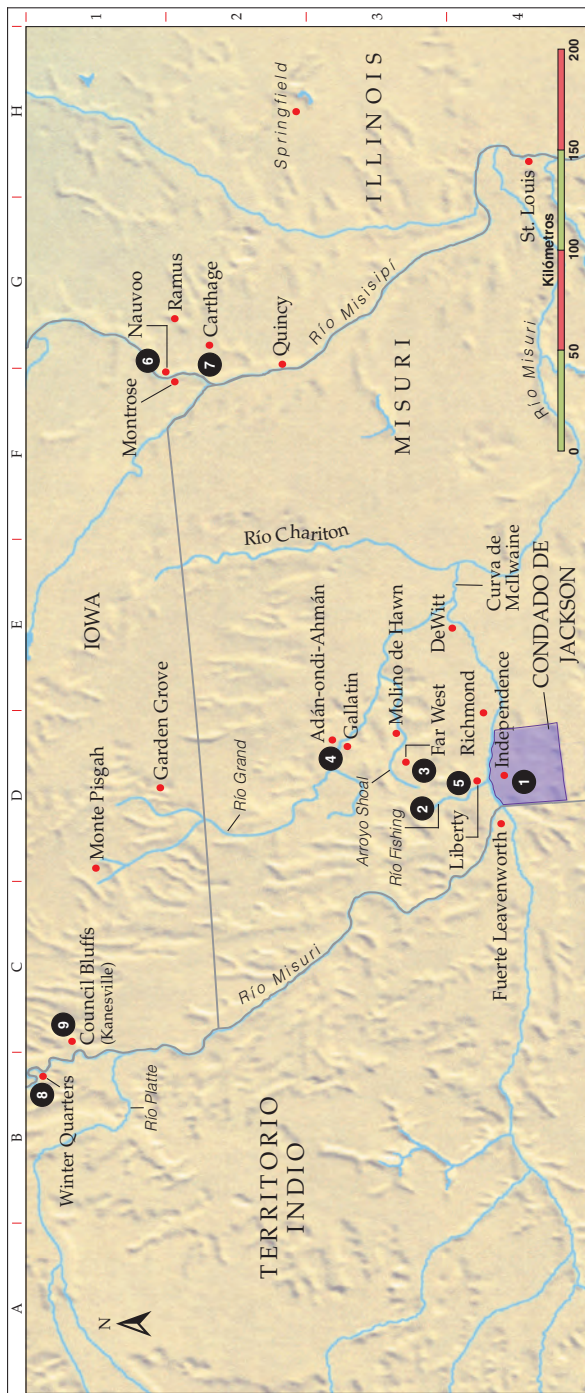 A
B
C
D
E
F
G
H
1
2
3
4
N
8
Winter Quarters
9
Council Bluffs
(Kanesville)
Río Platte
Monte Pisgah
Garden Grove
IOWA
Montrose
6
Nauvoo
Ramus
7
Carthage
Quincy
Springfield
ILLINOIS
TERRITORIO
INDIO
Río Misuri
Río Grand
4
Adán-ondi-Ahmán
Gallatin
Río Chariton
MISURI
Río Misisipí
Arroyo Shoal
Molino de Hawn
Río Fishing
2
3
Far West
5
Liberty
Richmond
DeWitt
Curva de
McIlwaine
Fuerte Leavenworth
1
Independence
CONDADO DE
JACKSON
Río Misuri
St. Louis
Kilómetros
0
50
100
150
200